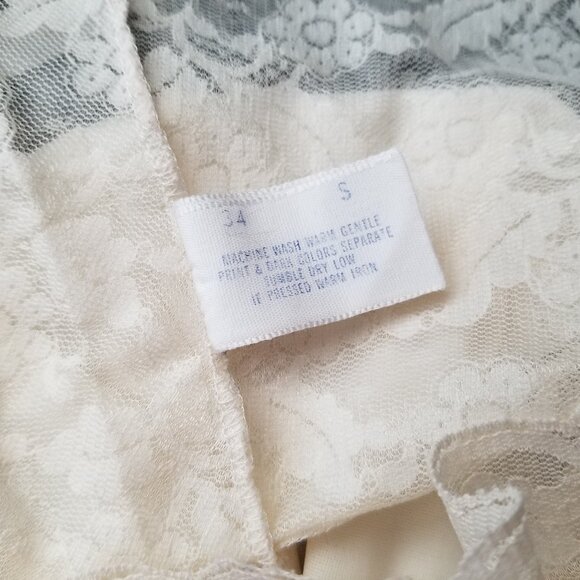 34 S
MACHINE WASH WARM GENTLE
PRINT & DARK COLORS SEPARATE
TUMBLE DRY LOW
IF PRESSED WARM IRON